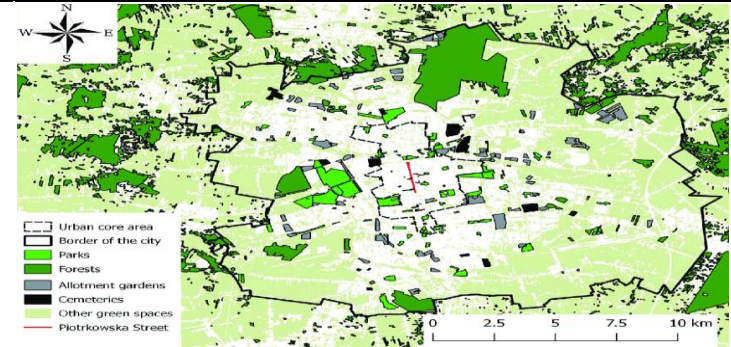 N
W E
S
Urban core area
Border of the city
Parks
Forests
Allotment gardens
Cemeteries
Other green spaces
Piotrkowska Street
0 2.5 5 7.5 10 km